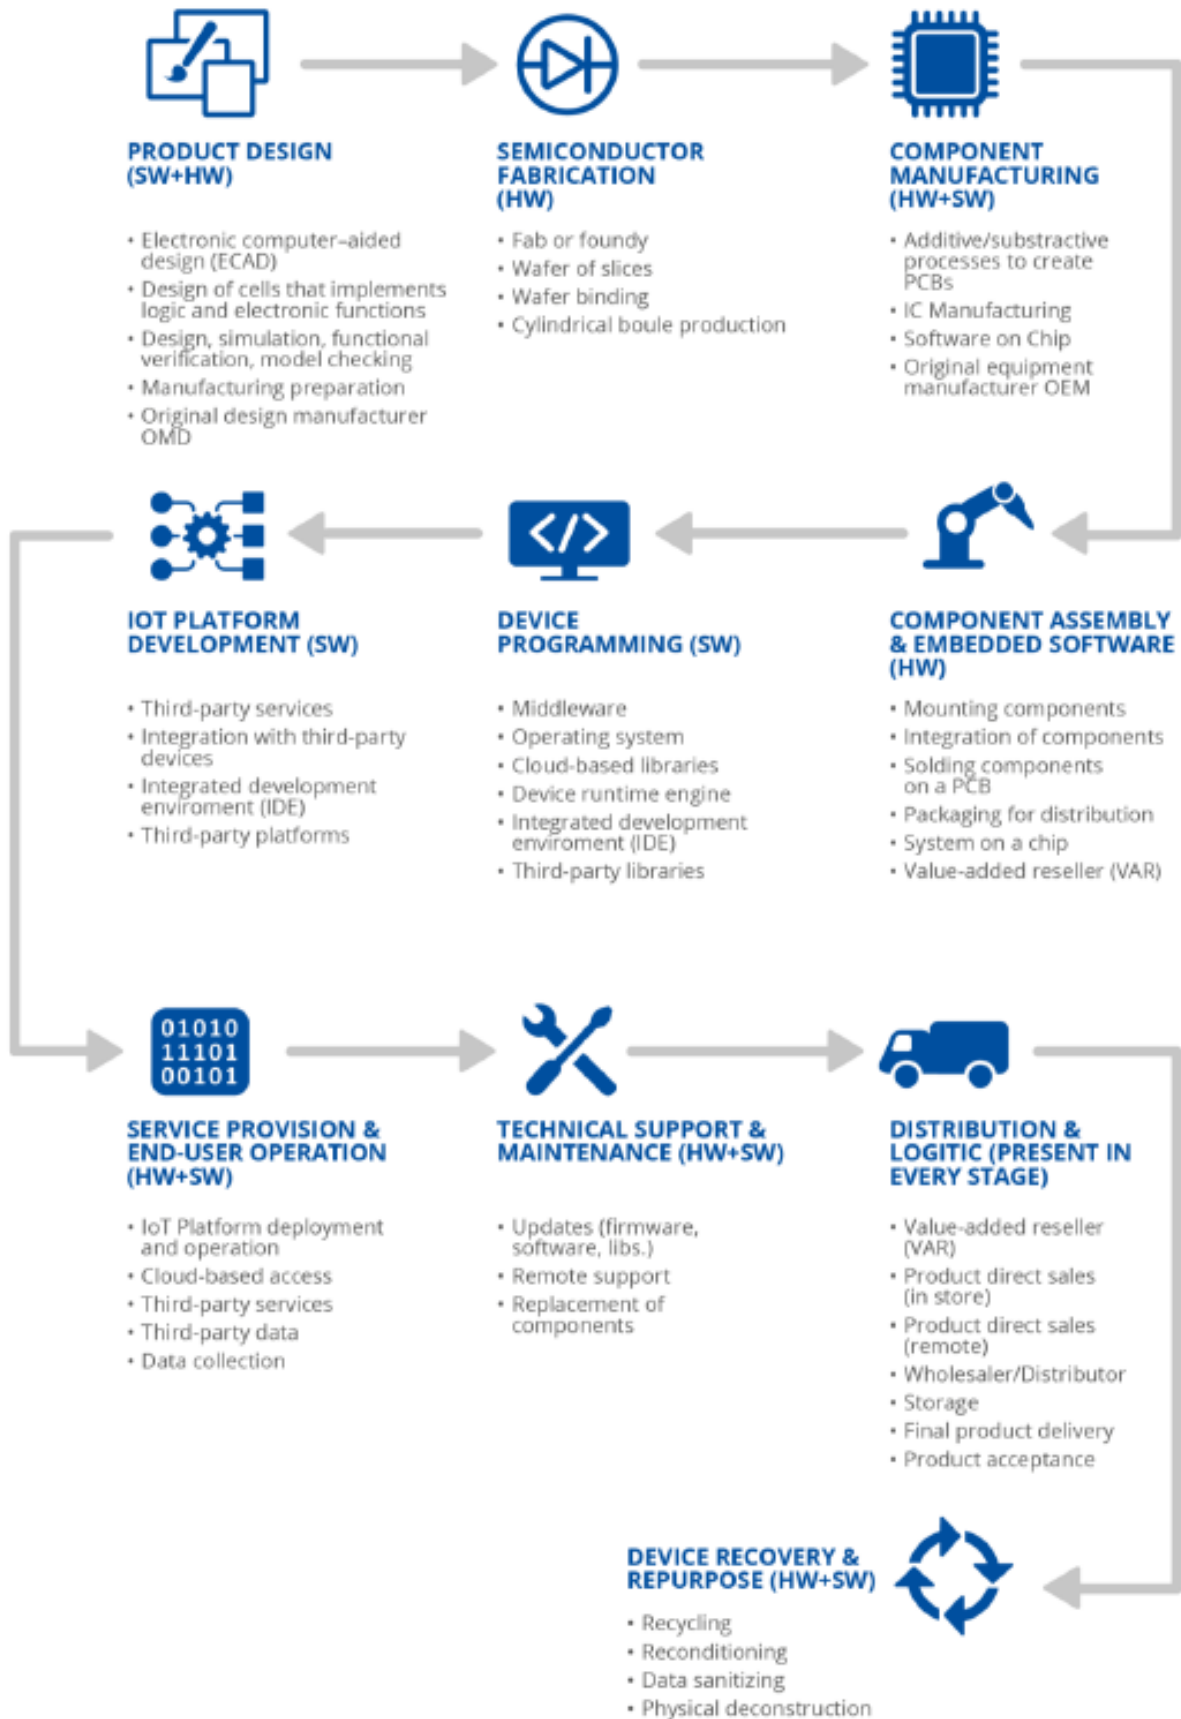 PRODUCT DESIGN
(SW+HW)
• Electronic computer–aided
design (ECAD)
• Design of cells that implements
logic and electronic functions
• Design, simulation, functional
verification, model checking
• Manufacturing preparation
• Original design manufacturer
OMD
SEMICONDUCTOR
FABRICATION
(HW)
• Fab or foundy
• Wafer of slices
• Wafer binding
• Cylindrical boule production
COMPONENT
MANUFACTURING
(HW+SW)
• Additive/substractive
processes to create
PCBs
• IC Manufacturing
• Software on Chip
• Original equipment
manufacturer OEM
COMPONENT ASSEMBLY
& EMBEDDED SOFTWARE
(HW)
• Mounting components
• Integration of components
• Solding components
on a PCB
• Packaging for distribution
• System on a chip
• Value-added reseller (VAR)
</>
DEVICE
PROGRAMMING (SW)
• Middleware
• Operating system
• Cloud-based libraries
• Device runtime engine
• Integrated development
enviroment (IDE)
• Third-party libraries
IOT PLATFORM
DEVELOPMENT (SW)
• Third-party services
• Integration with third-party
devices
• Integrated development
enviroment (IDE)
• Third-party platforms
01010
11101
00101
SERVICE PROVISION &
END-USER OPERATION
(HW+SW)
• IoT Platform deployment
and operation
• Cloud-based access
• Third-party services
• Third-party data
• Data collection
TECHNICAL SUPPORT &
MAINTENANCE (HW+SW)
• Updates (firmware,
software, libs.)
• Remote support
• Replacement of
components
DISTRIBUTION &
LOGITIC (PRESENT IN
EVERY STAGE)
• Value-added reseller
(VAR)
• Product direct sales
(in store)
• Product direct sales
(remote)
• Wholesaler/Distributor
• Storage
• Final product delivery
• Product acceptance
DEVICE RECOVERY &
REPURPOSE (HW+SW)
• Recycling
• Reconditioning
• Data sanitizing
• Physical deconstruction